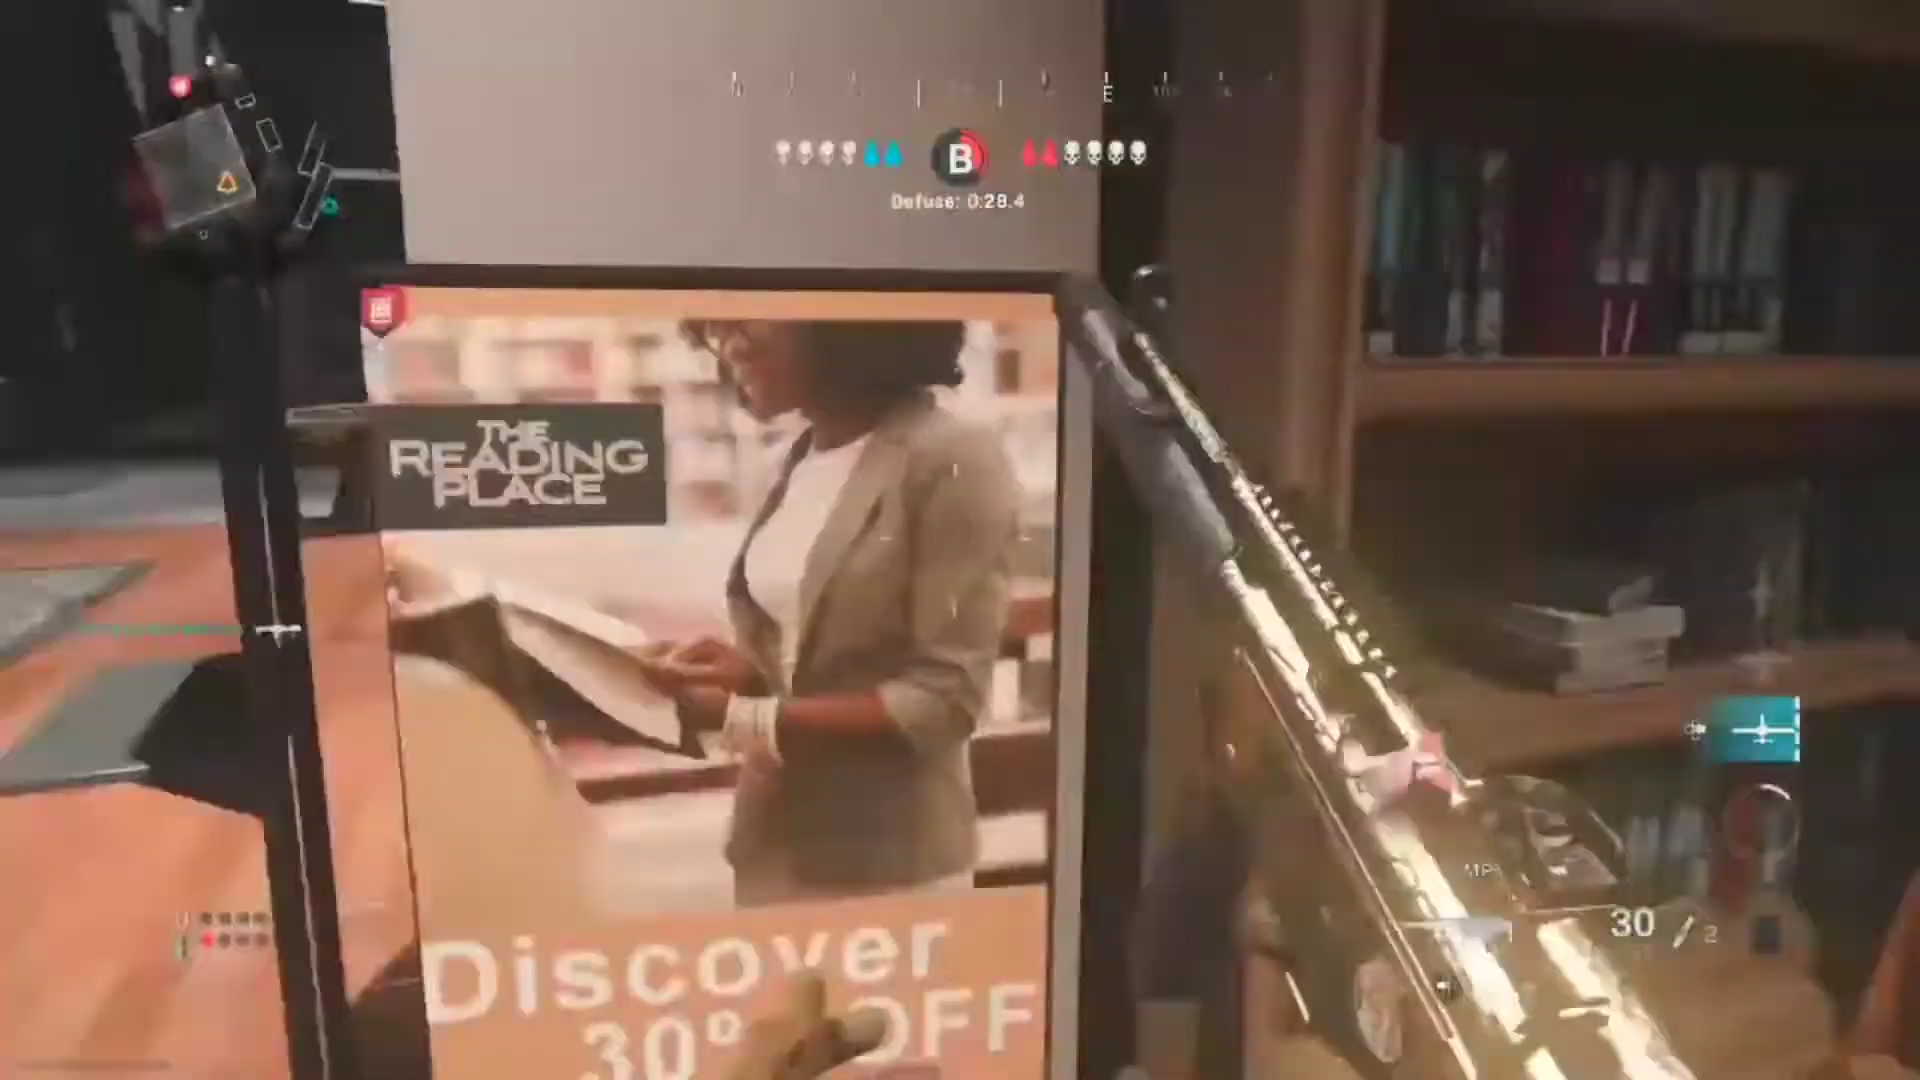 E
B
Defuse: 0:28.4
THE
READING
PLACE
Discover
30% OFF
30 / 2